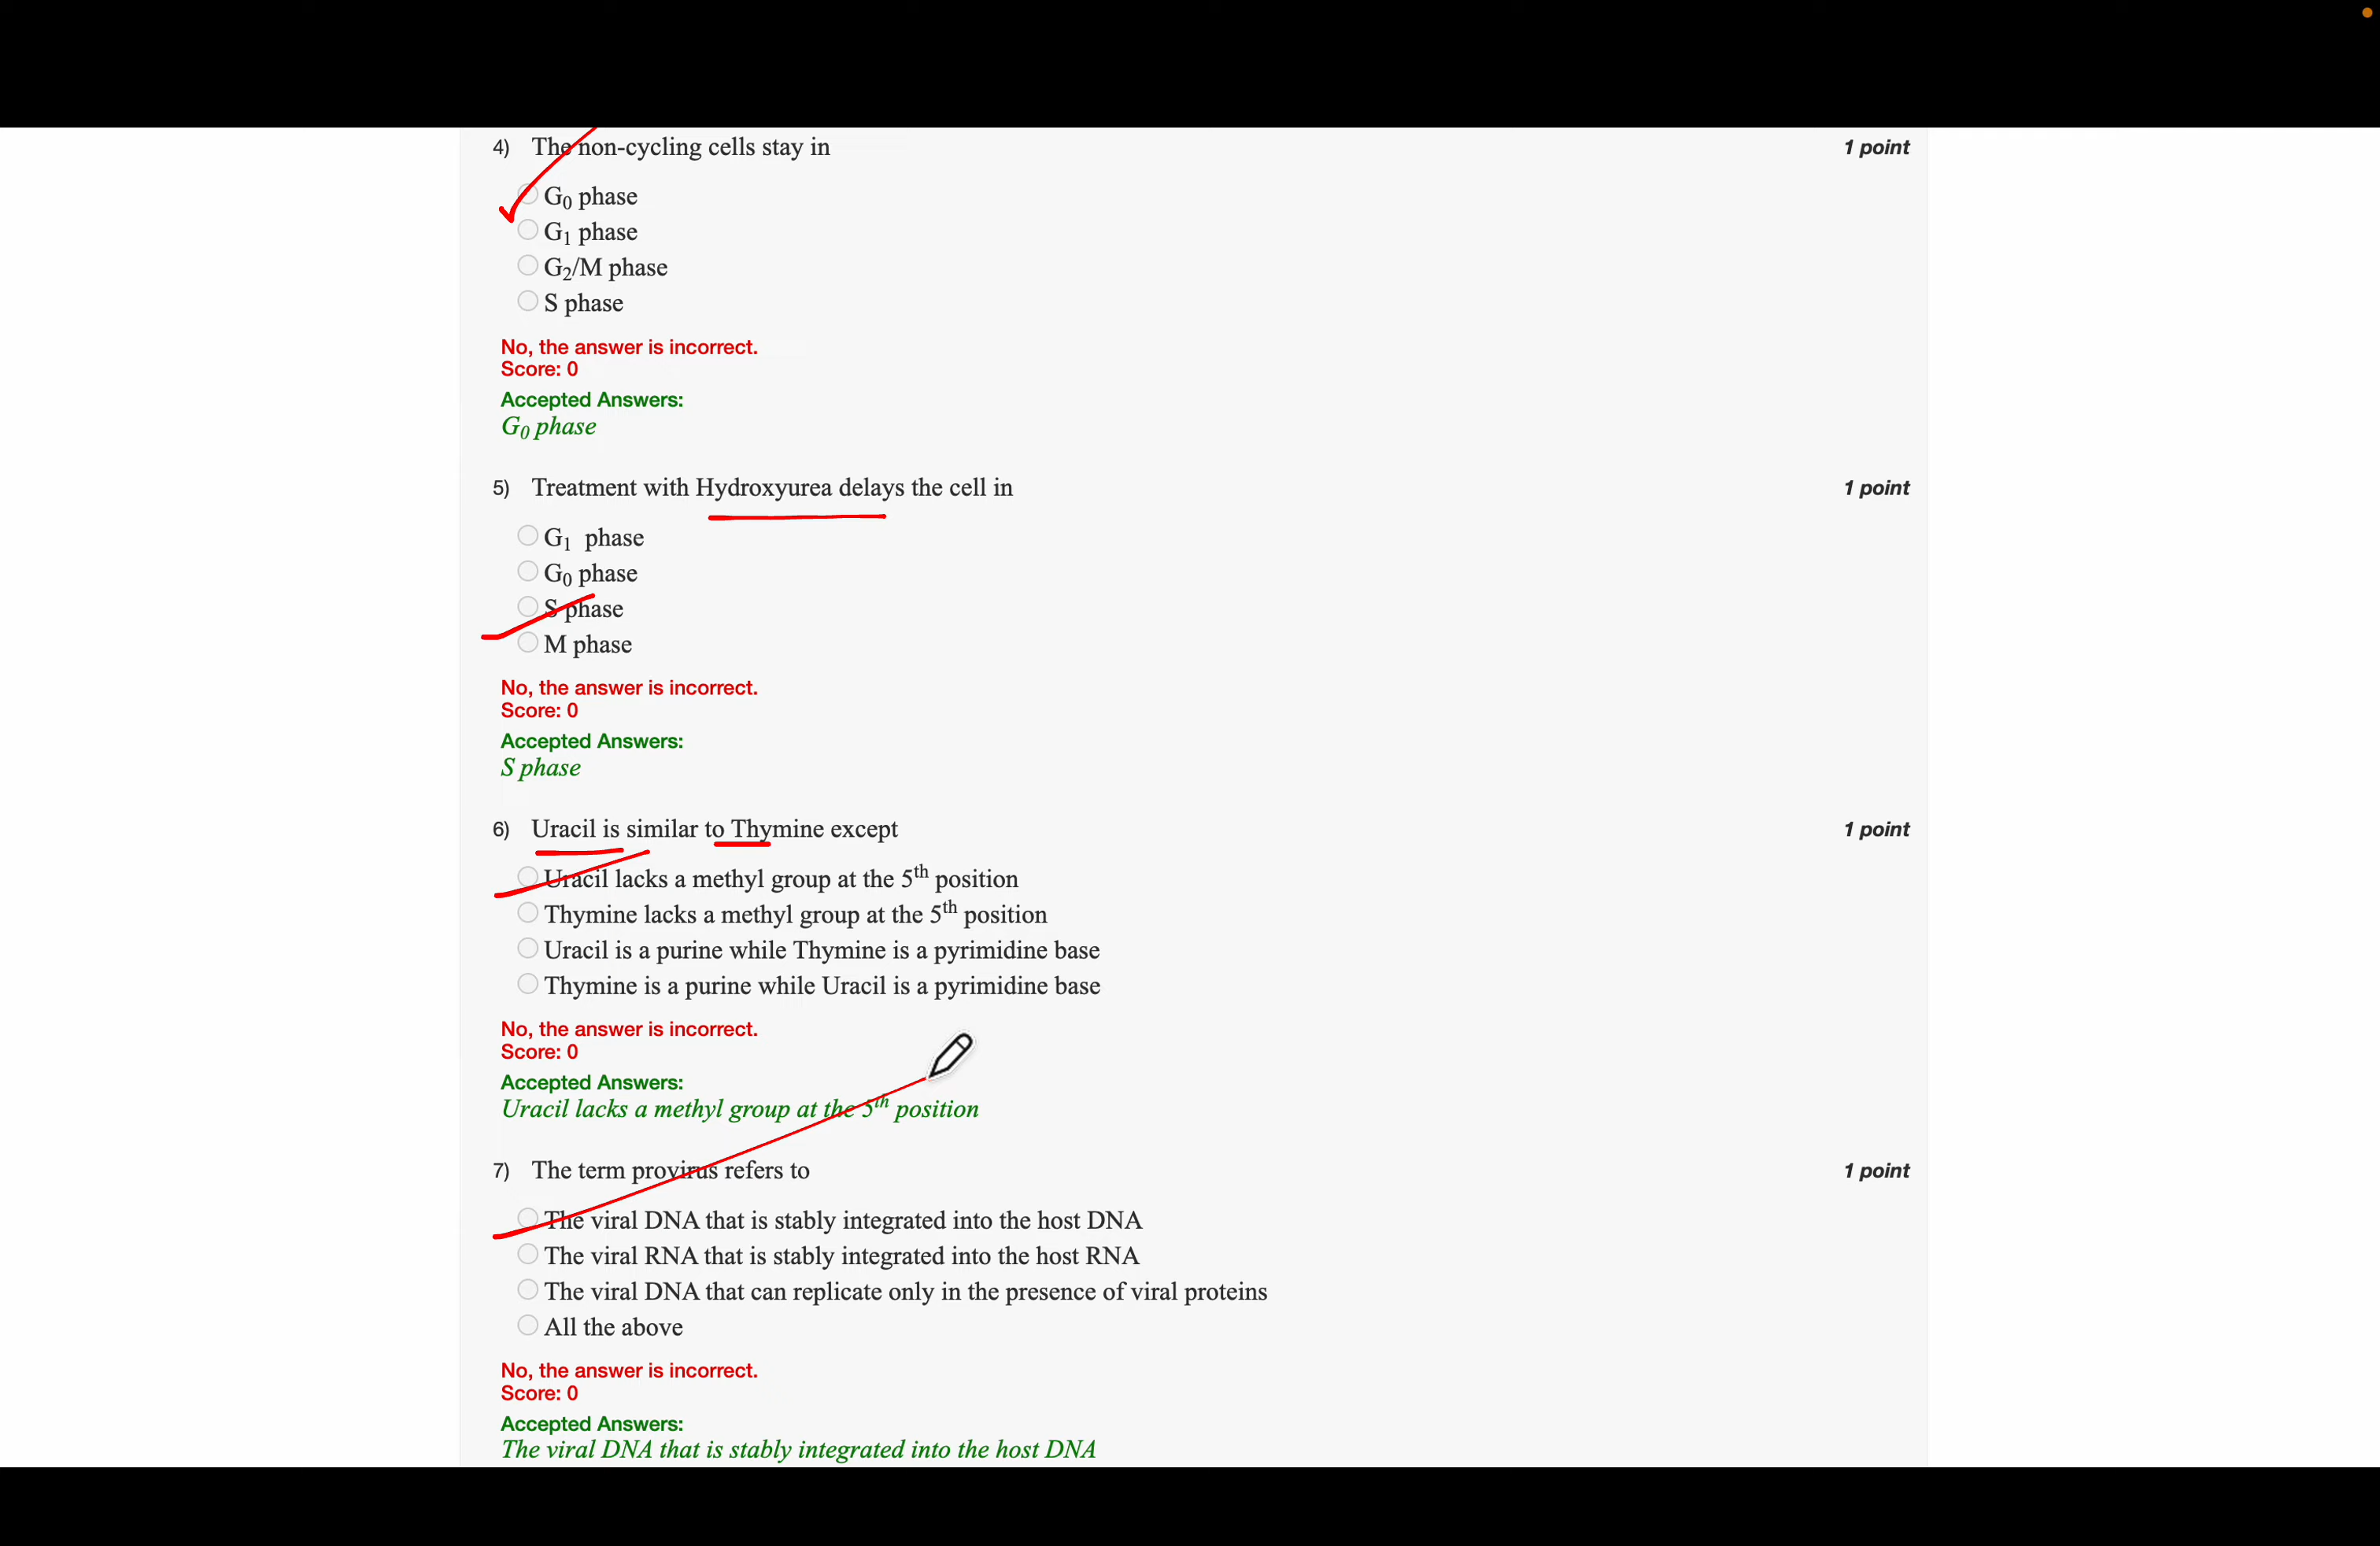 4) The non-cycling cells stay in 1 point
G0 phase
G1 phase
G2/M phase
S phase
No, the answer is incorrect.
Score: 0
Accepted Answers:
G0 phase
5) Treatment with Hydroxyurea delays the cell in 1 point
G1 phase
G0 phase
S phase
M phase
No, the answer is incorrect.
Score: 0
Accepted Answers:
S phase
6) Uracil is similar to Thymine except 1 point
Uracil lacks a methyl group at the 5th position
Thymine lacks a methyl group at the 5th position
Uracil is a purine while Thymine is a pyrimidine base
Thymine is a purine while Uracil is a pyrimidine base
No, the answer is incorrect.
Score: 0
Accepted Answers:
Uracil lacks a methyl group at the 5th position
7) The term provirus refers to 1 point
The viral DNA that is stably integrated into the host DNA
The viral RNA that is stably integrated into the host RNA
The viral DNA that can replicate only in the presence of viral proteins
All the above
No, the answer is incorrect.
Score: 0
Accepted Answers:
The viral DNA that is stably integrated into the host DNA